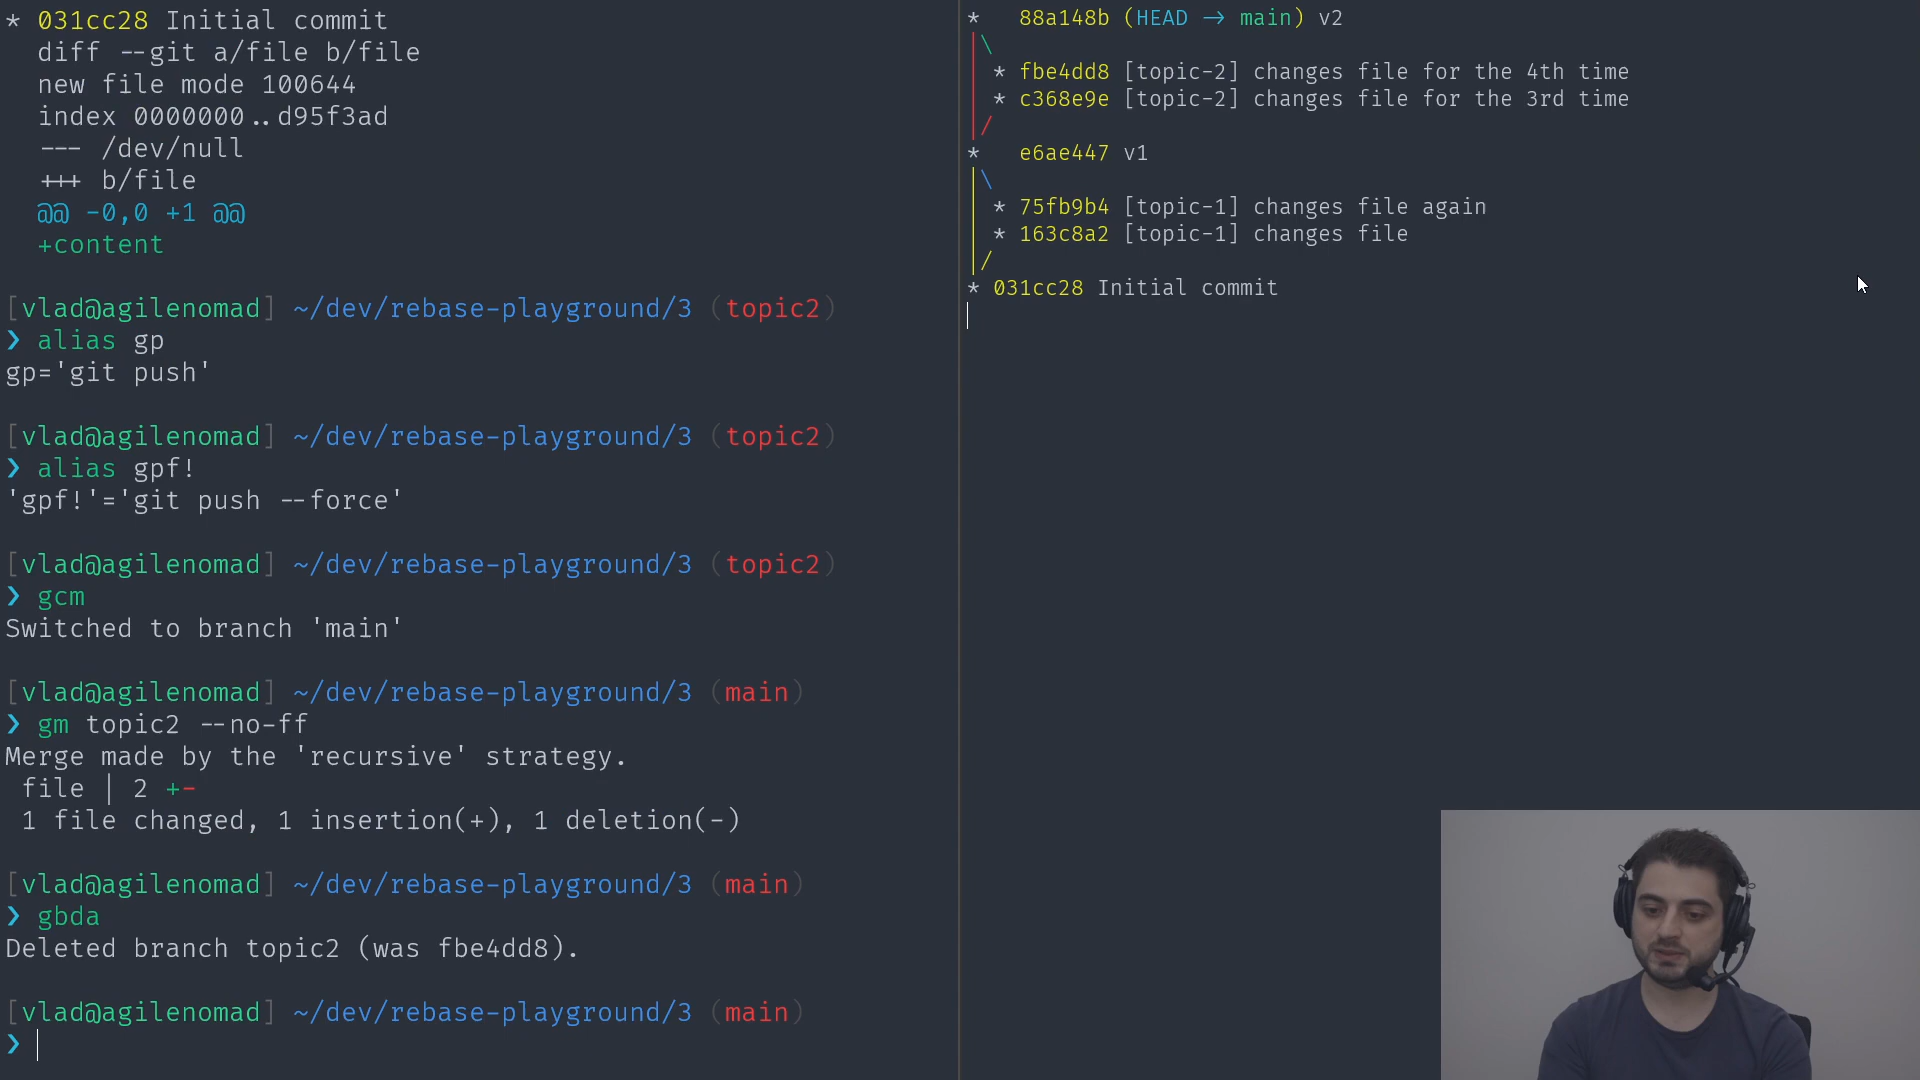 * 031cc28 Initial commit
diff --git a/file b/file
new file mode 100644
index 0000000..d95f3ad
--- /dev/null
+++ b/file
@@ -0,0 +1 @@
+content
[vlad@agilenomad] ~/dev/rebase-playground/3 (topic2)
❯ alias gp
gp='git push'
[vlad@agilenomad] ~/dev/rebase-playground/3 (topic2)
❯ alias gpf!
'gpf!'='git push --force'
[vlad@agilenomad] ~/dev/rebase-playground/3 (topic2)
❯ gcm
Switched to branch 'main'
[vlad@agilenomad] ~/dev/rebase-playground/3 (main)
❯ gm topic2 --no-ff
Merge made by the 'recursive' strategy.
file | 2 +-
1 file changed, 1 insertion(+), 1 deletion(-)
[vlad@agilenomad] ~/dev/rebase-playground/3 (main)
❯ gbda
Deleted branch topic2 (was fbe4dd8).
[vlad@agilenomad] ~/dev/rebase-playground/3 (main)
❯
*   88a148b (HEAD -> main) v2
|\
| * fbe4dd8 [topic-2] changes file for the 4th time
| * c368e9e [topic-2] changes file for the 3rd time
|/
*   e6ae447 v1
|\
| * 75fb9b4 [topic-1] changes file again
| * 163c8a2 [topic-1] changes file
|/
* 031cc28 Initial commit